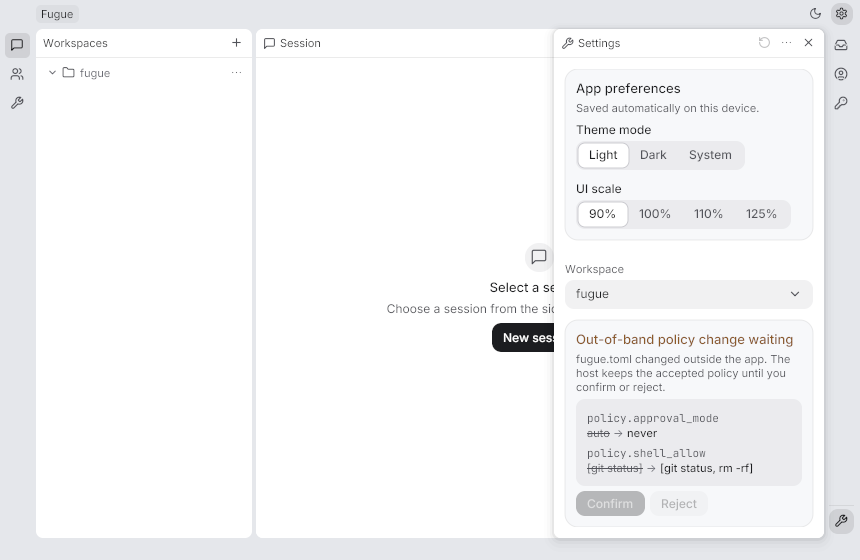 Fugue
Workspaces
fugue
Session
Select a se
Choose a session from the sid
New sess
Settings
App preferences
Saved automatically on this device.
Theme mode
Light Dark System
UI scale
90% 100% 110% 125%
Workspace
fugue
Out-of-band policy change waiting
fugue.toml changed outside the app. The
host keeps the accepted policy until you
confirm or reject.
policy.approval_mode
auto → never
policy.shell_allow
[git status] → [git status, rm -rf]
Confirm Reject